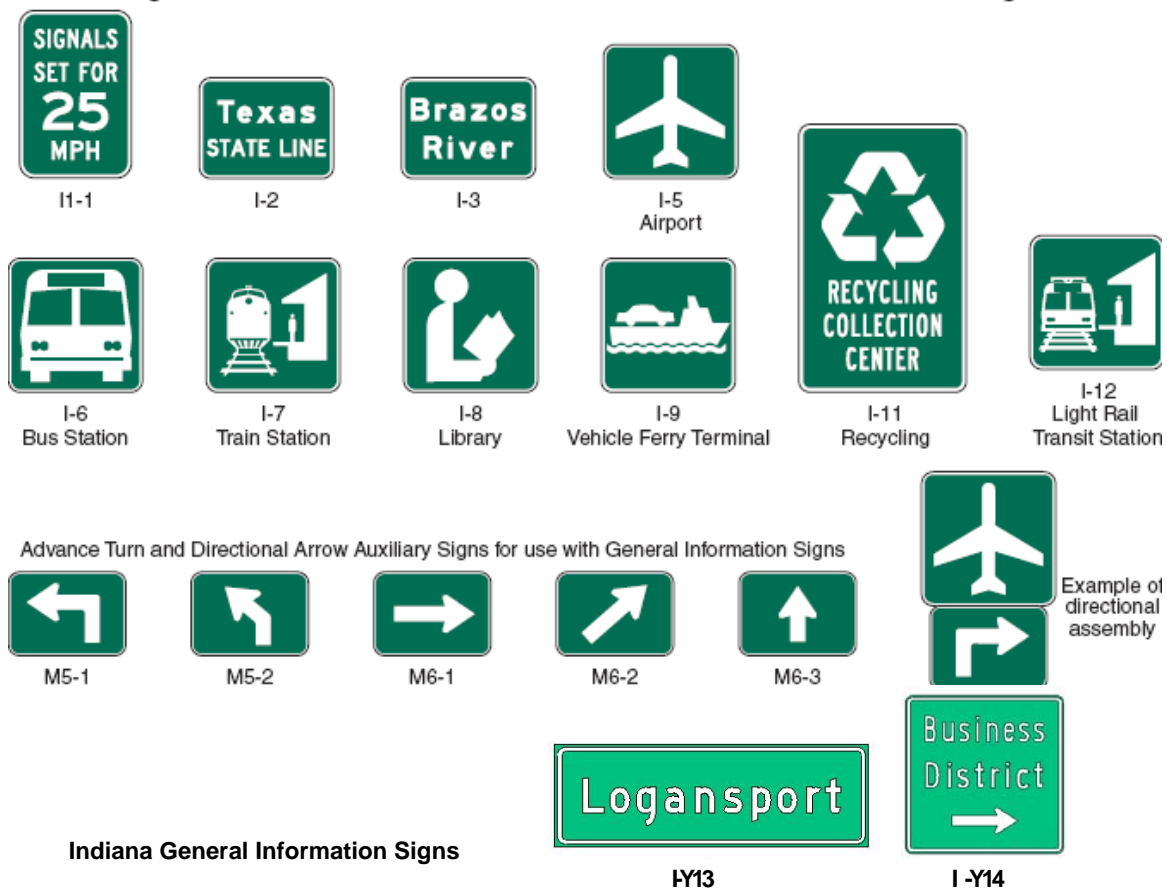 SIGNALS
SET FOR
25
MPH
I1-1
Texas
STATE LINE
I-2
Brazos
River
I-3
I-5
Airport
RECYCLING
COLLECTION
CENTER
I-6
Bus Station
I-7
Train Station
I-8
Library
I-9
Vehicle Ferry Terminal
I-11
Recycling
I-12
Light Rail
Transit Station
Advance Turn and Directional Arrow Auxiliary Signs for use with General Information Signs
M5-1
M5-2
M6-1
M6-2
M6-3
Example of
directional
assembly
Indiana General Information Signs
Logansport
I-Y13
Business
District
I -Y14